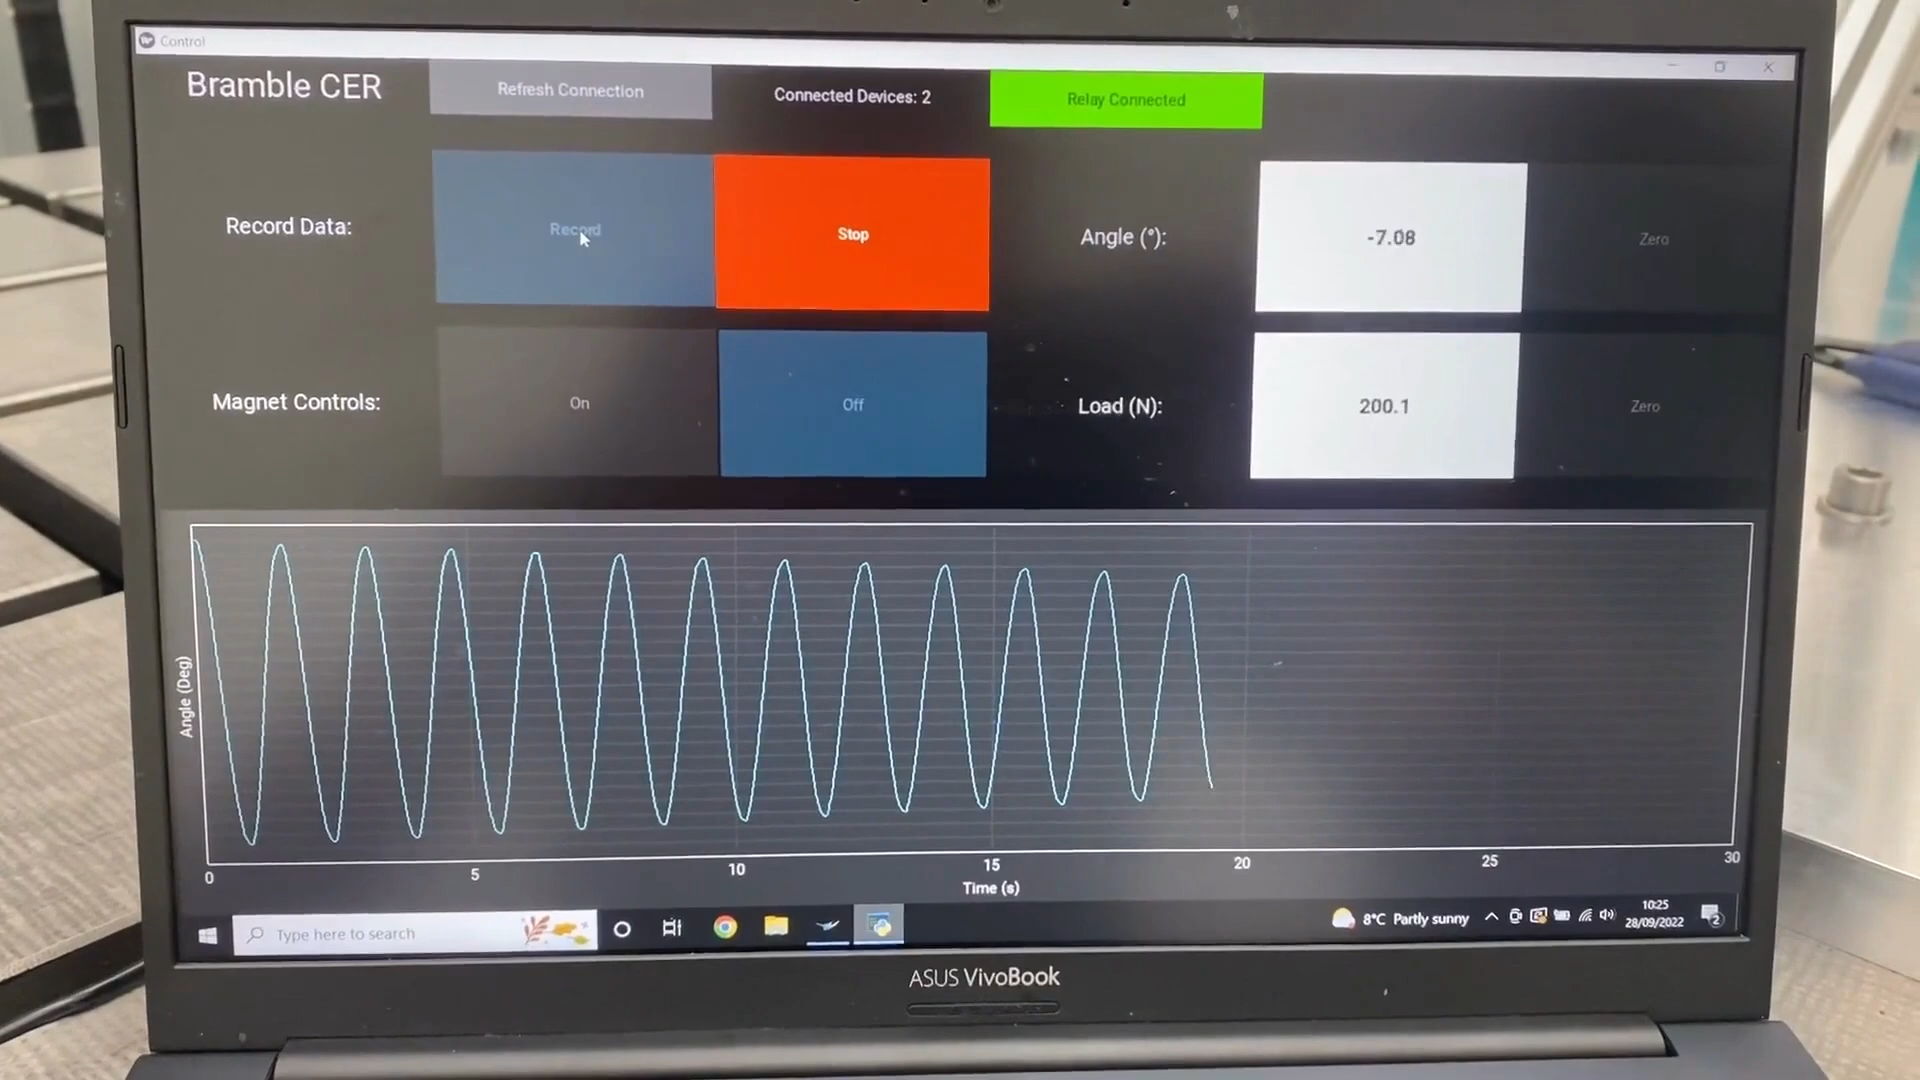 Control
Bramble CER
Refresh Connection
Connected Devices: 2
Relay Connected
Record Data:
Record
Stop
Angle (°):
-7.08
Zero
Magnet Controls:
On
Off
Load (N):
200.1
Zero
Angle (Deg)
0
5
10
15
20
25
30
Time (s)
Type here to search
8°C Partly sunny
10:25
28/09/2022
2
ASUS VivoBook